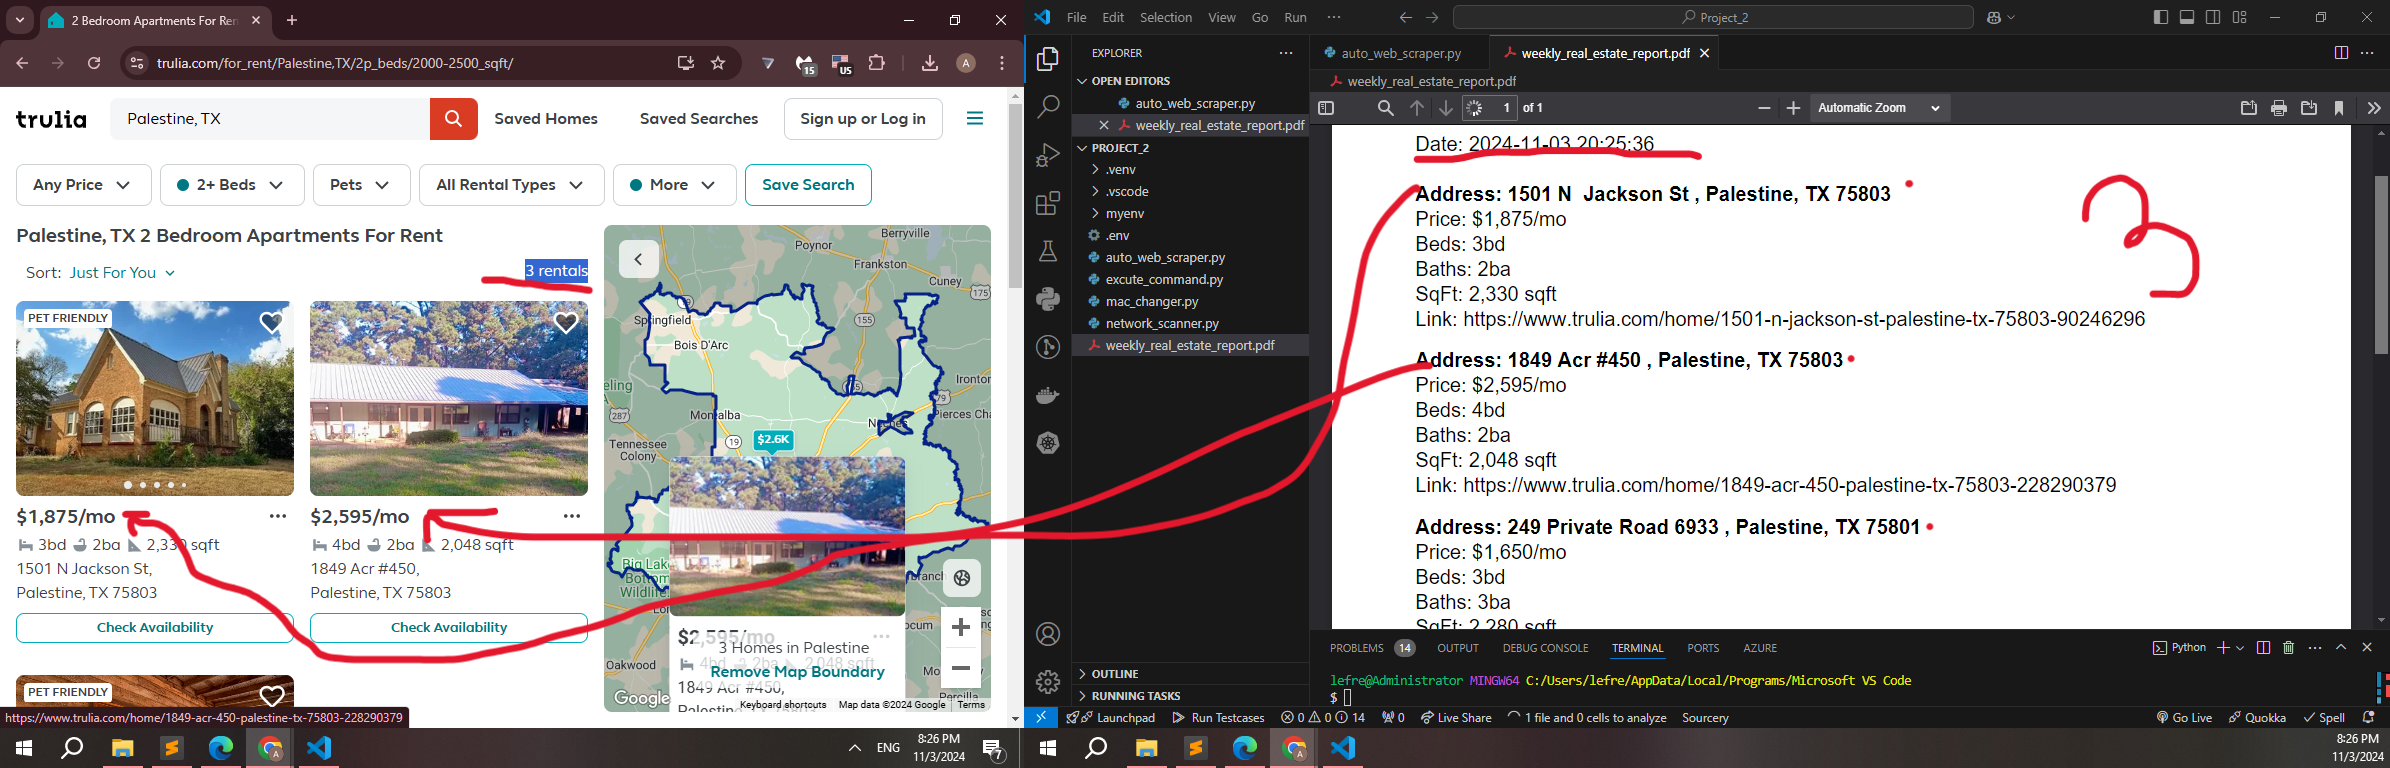 2 Bedroom Apartments For Ren
trulia.com/for_rent/Palestine,TX/2p_beds/2000-2500_sqft/
15
US
A
trulia
Palestine, TX
Saved Homes
Saved Searches
Sign up or Log in
Any Price
2+ Beds
Pets
All Rental Types
More
Save Search
Palestine, TX 2 Bedroom Apartments For Rent
Sort: Just For You
3 rentals
PET FRIENDLY
$1,875/mo
3bd 2ba 2,330 sqft
1501 N Jackson St,
Palestine, TX 75803
Check Availability
$2,595/mo
4bd 2ba 2,048 sqft
1849 Acr #450,
Palestine, TX 75803
Check Availability
PET FRIENDLY
Poynor
Berryville
Frankston
Cuney
175
19
Springfield
155
Bois D'Arc
eling
Ironton
287
Montalba
79
Pierces Cha
Neches
19
$2.6K
Tennessee
Colony
Big Lake
Bottom
Wildlife
branch
ocum
Oakwood
Percilla
$2,595/mo
4bd 2ba 2,048 sqft
1849 Acr #450,
3 Homes in Palestine
Remove Map Boundary
Google
Keyboard shortcuts
Map data ©2024 Google
Terms
https://www.trulia.com/home/1849-acr-450-palestine-tx-75803-228290379
ENG
8:26 PM
11/3/2024
7
File Edit Selection View Go Run ···
Project_2
EXPLORER
OPEN EDITORS
auto_web_scraper.py
weekly_real_estate_report.pdf
PROJECT_2
.venv
.vscode
myenv
.env
auto_web_scraper.py
excute_command.py
mac_changer.py
network_scanner.py
weekly_real_estate_report.pdf
OUTLINE
RUNNING TASKS
auto_web_scraper.py
weekly_real_estate_report.pdf
weekly_real_estate_report.pdf
1 of 1
Automatic Zoom
Date: 2024-11-03 20:25:36
3
Address: 1501 N Jackson St , Palestine, TX 75803
Price: $1,875/mo
Beds: 3bd
Baths: 2ba
SqFt: 2,330 sqft
Link: https://www.trulia.com/home/1501-n-jackson-st-palestine-tx-75803-90246296
Address: 1849 Acr #450 , Palestine, TX 75803
Price: $2,595/mo
Beds: 4bd
Baths: 2ba
SqFt: 2,048 sqft
Link: https://www.trulia.com/home/1849-acr-450-palestine-tx-75803-228290379
Address: 249 Private Road 6933 , Palestine, TX 75801
Price: $1,650/mo
Beds: 3bd
Baths: 3ba
SqFt: 2,280 sqft
PROBLEMS 14 OUTPUT DEBUG CONSOLE TERMINAL PORTS AZURE
Python
lefre@Administrator MINGW64 C:/Users/lefre/AppData/Local/Programs/Microsoft VS Code
$
Launchpad Run Testcases 0 0 14 0 Live Share 1 file and 0 cells to analyze Sourcery
Go Live Quokka Spell
8:26 PM
11/3/2024